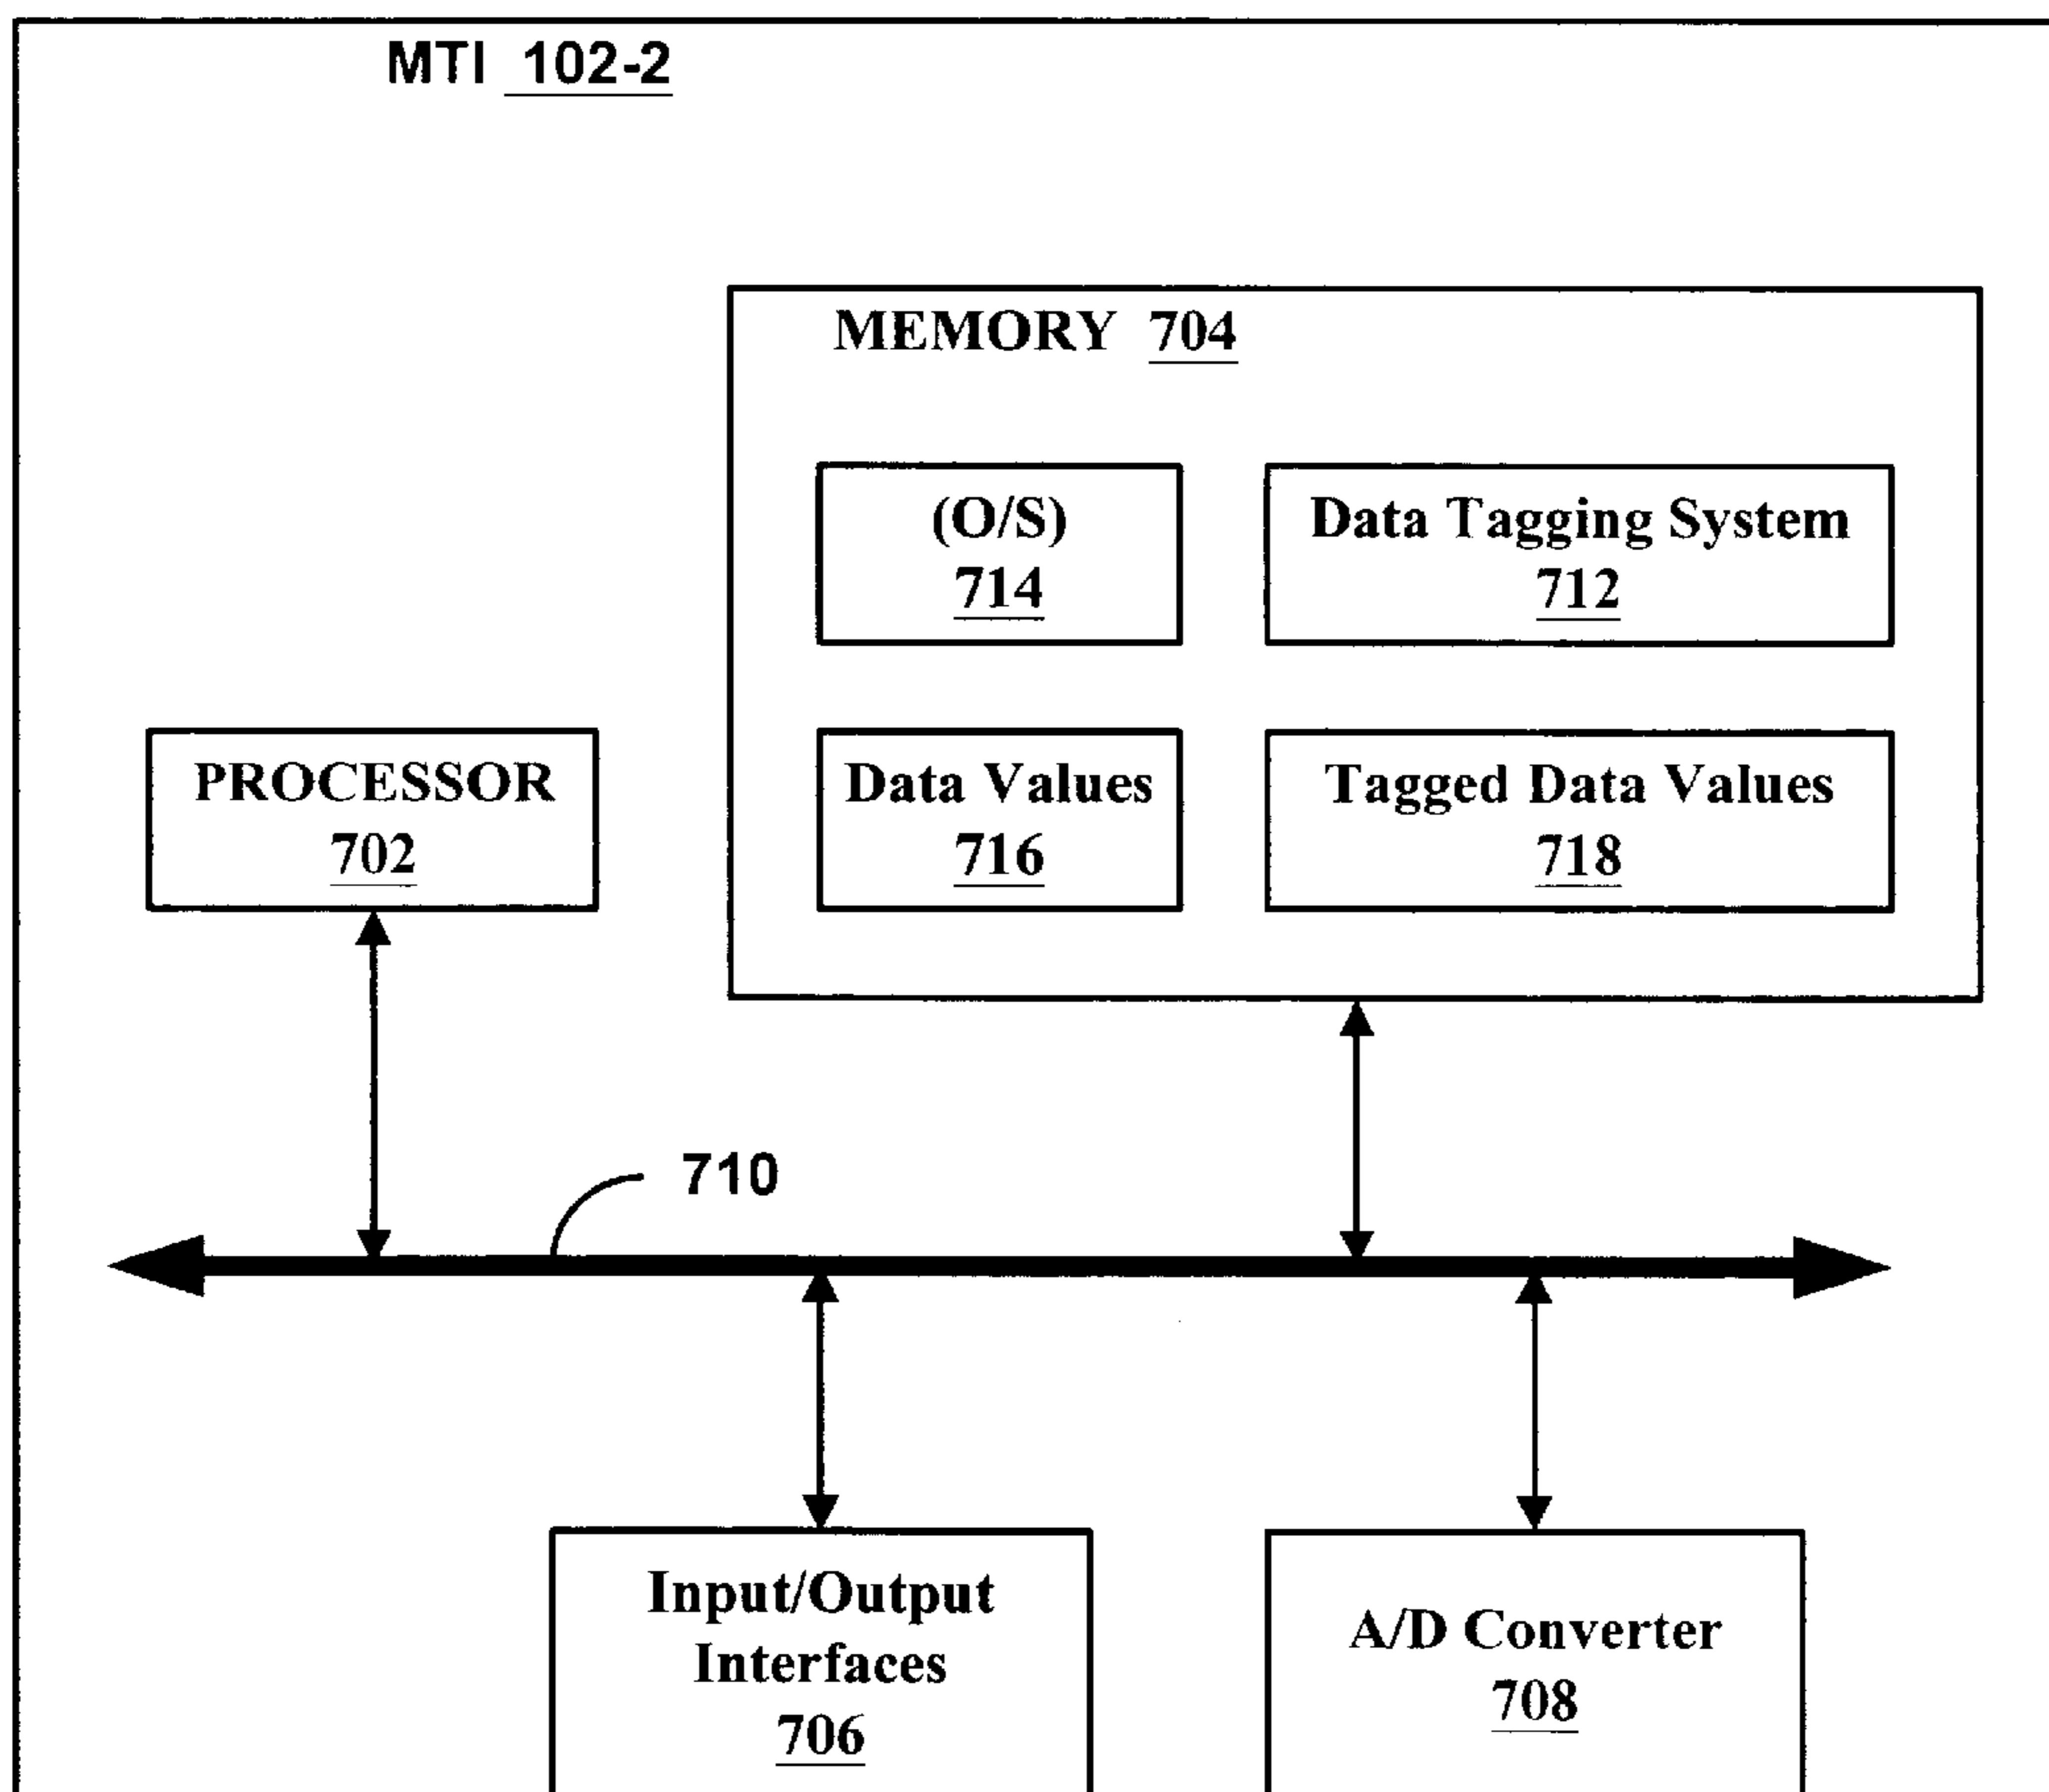 MTI 102-2
MEMORY 704
(O/S)
714
Data Tagging System
712
PROCESSOR
702
Data Values
716
Tagged Data Values
718
710
Input/Output
Interfaces
706
A/D Converter
708